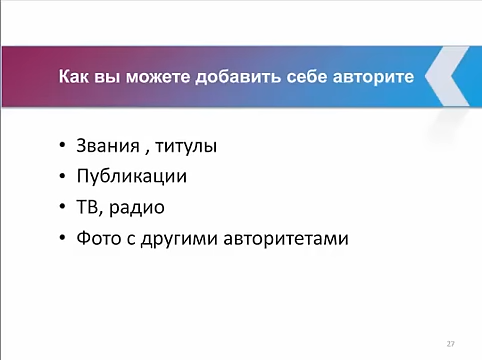 Как вы можете добавить себе авторите
• Звания , титулы
• Публикации
• ТВ, радио
• Фото с другими авторитетами
27